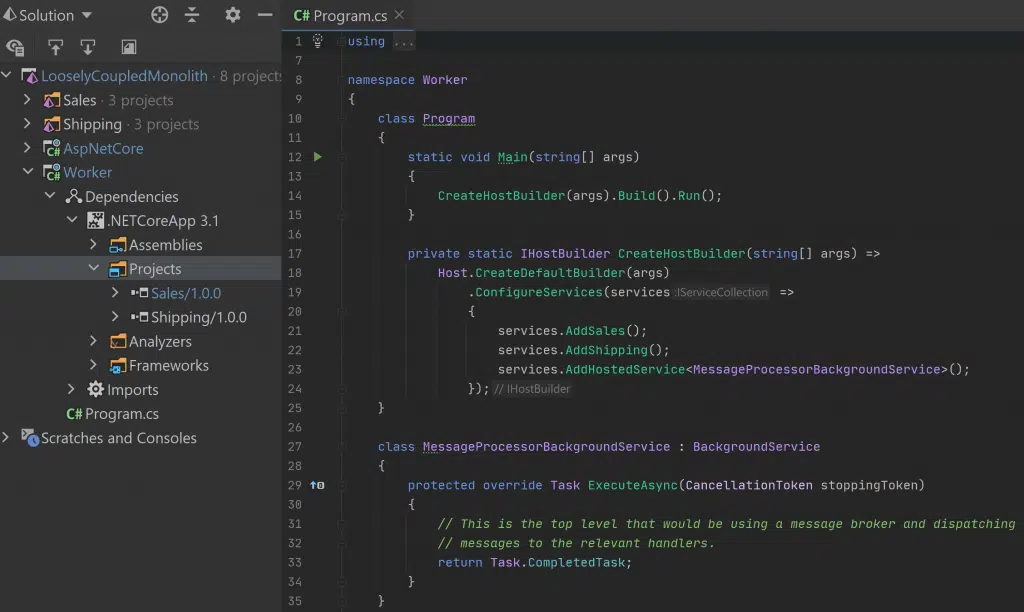 Solution
LooselyCoupledMonolith · 8 projects
Sales · 3 projects
Shipping · 3 projects
AspNetCore
Worker
Dependencies
.NETCoreApp 3.1
Assemblies
Projects
Sales/1.0.0
Shipping/1.0.0
Analyzers
Frameworks
Imports
C# Program.cs
Scratches and Consoles
C# Program.cs
1 using ...
7
8 namespace Worker
9 {
10 class Program
11 {
12 static void Main(string[] args)
13 {
14 CreateHostBuilder(args).Build().Run();
15 }
16
17 private static IHostBuilder CreateHostBuilder(string[] args) =>
18 Host.CreateDefaultBuilder(args)
19 .ConfigureServices(services :IServiceCollection =>
20 {
21 services.AddSales();
22 services.AddShipping();
23 services.AddHostedService<MessageProcessorBackgroundService>();
24 }); // IHostBuilder
25 }
26
27 class MessageProcessorBackgroundService : BackgroundService
28 {
29 protected override Task ExecuteAsync(CancellationToken stoppingToken)
30 {
31 // This is the top level that would be using a message broker and dispatching
32 // messages to the relevant handlers.
33 return Task.CompletedTask;
34 }
35 }